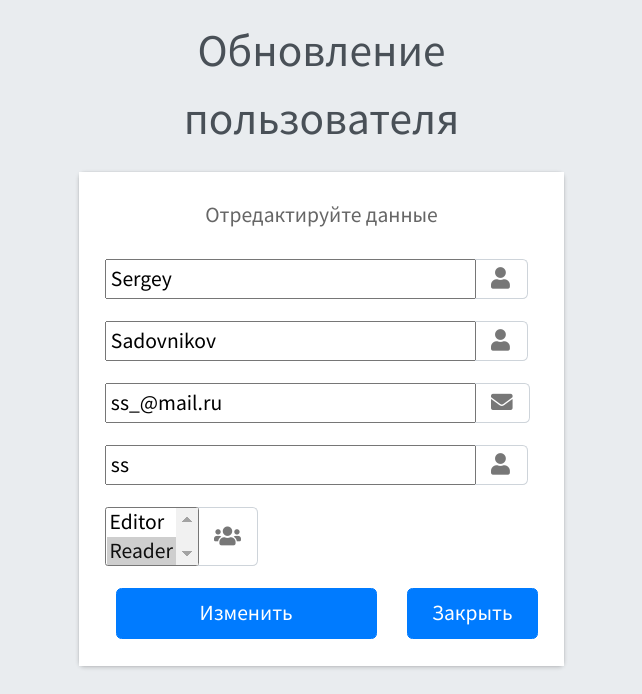 Обновление
пользователя
Отредактируйте данные
Sergey
Sadovnikov
ss_@mail.ru
ss
Editor
Reader
Изменить Закрыть